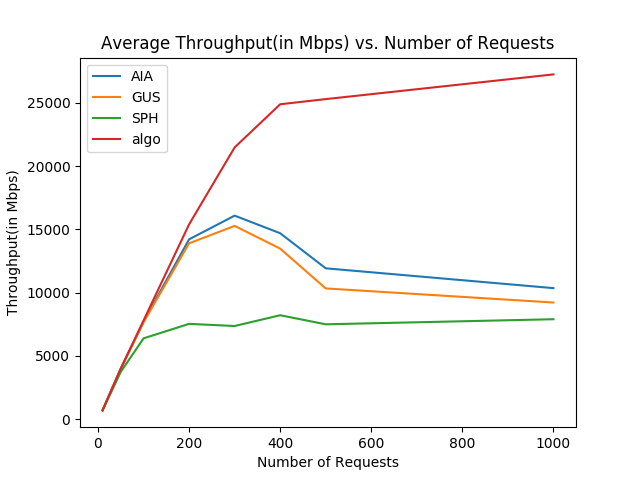 Average Throughput(in Mbps) vs. Number of Requests
AIA
GUS
SPH
algo
Throughput(in Mbps)
25000
20000
15000
10000
5000
0
0 200 400 600 800 1000
Number of Requests